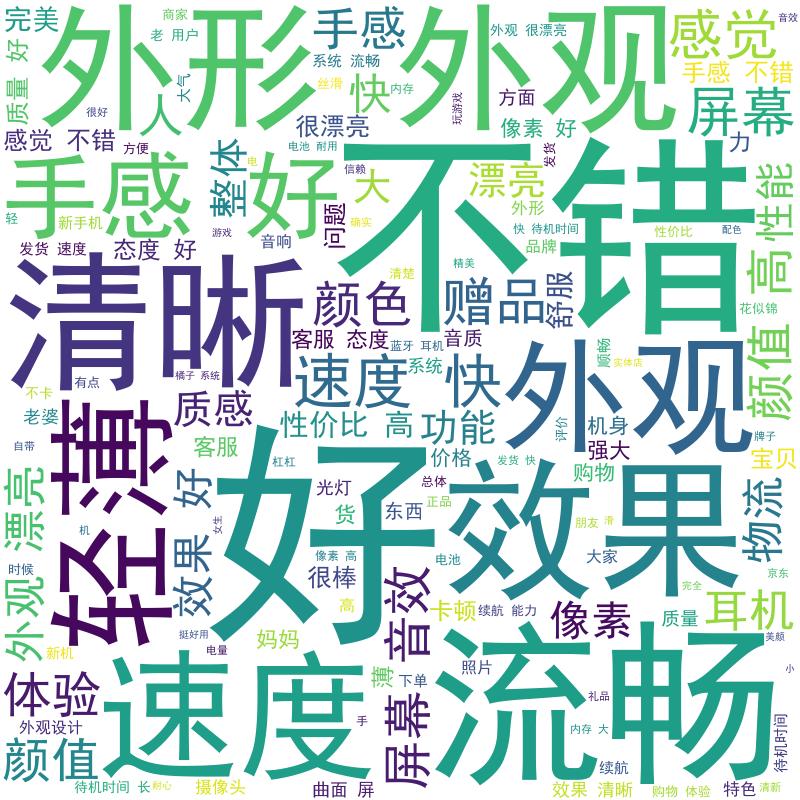 完美
商家
外形 外观
手感
外观 很漂亮
感觉
音效
老 用户
系统 流畅
质量 好
大气
人
丝滑
快
内存
玩游戏
手感 不错
方面
屏幕
很好
很漂亮
像素 好
感觉 不错
方便
电池 耐用
发货
力
手感
整体
好
电
信赖
大
不错
漂亮
高性能
轻
新手机
游戏
音响
问题
确实
外形
快 待机时间
品牌
性价比
配色
发货 速度
态度 好
清晰
清楚
精美
颜色
赠品
舒服
花似锦
颜值
客服 态度
蓝牙 耳机
音质
顺畅
实体店
系统
速度
快
外观
橘子 系统
有点
不卡
老婆
轻薄
质感
性价比 高
功能
机身
评价
牌子
强大
自带
客服
价格
发货 快
购物
宝贝
外观 漂亮
效果 好
杠杠
好
光灯
总体
正品
效果
物流
货
东西
机
女生
朋友
滑
时候
像素 高
很棒
电池
大家
京东
完全
高
音效
卡顿
续航 能力
像素
质量
耳机
挺好用
妈妈
美颜
新机
电量
体验
速度
薄
下单
照片
流畅
小
礼品
外观设计
手
屏幕
内存 大
待机时间
颜值
续航
待机时间 长
耐心
摄像头
曲面 屏
效果 清晰
购物 体验
特色
清新